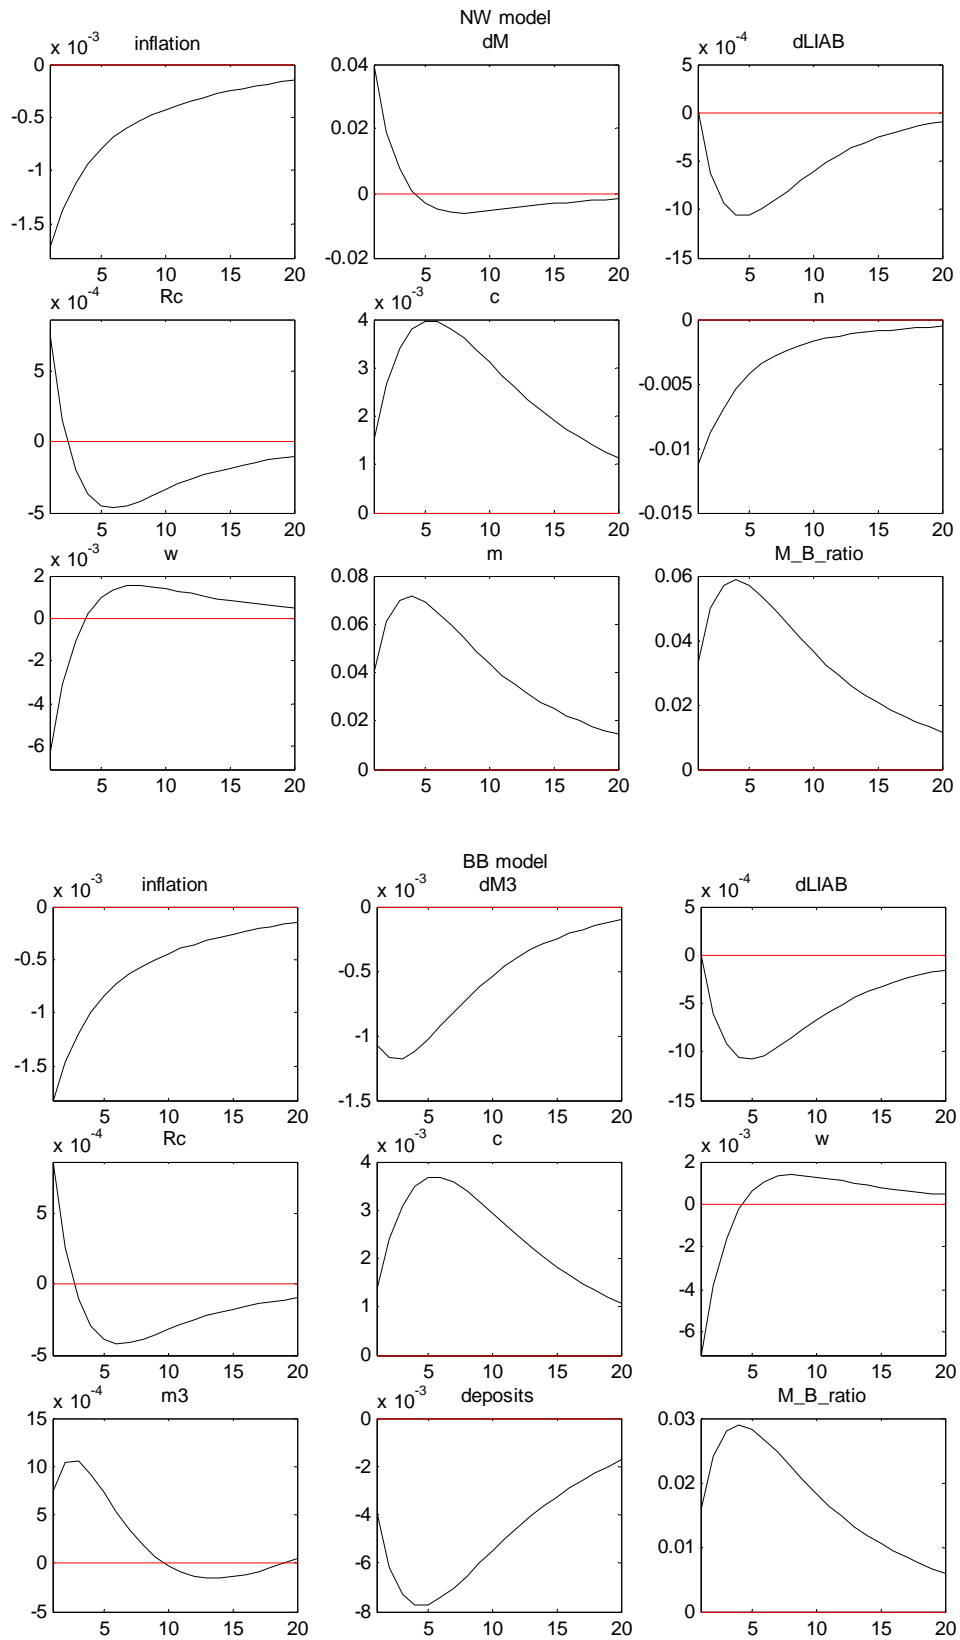 NW model
x 10^-3 inflation dM x 10^-4 dLIAB
0 0.04 5
-0.5 0.02 0
-1 0 -5
-1.5 -0.02 -10
-15
5 10 15 20 5 10 15 20 5 10 15 20
x 10^-4 Rc x 10^-3 c n
5 4 0
0 3 -0.005
-5 2 -0.01
1 -0.015
0
5 10 15 20 5 10 15 20 5 10 15 20
x 10^-3 w m M_B_ratio
2 0.08 0.06
0 0.06 0.04
-2 0.04 0.02
-4 0.02 0
-6 0
5 10 15 20 5 10 15 20 5 10 15 20
BB model
x 10^-3 inflation x 10^-3 dM3 x 10^-4 dLIAB
0 0 5
-0.5 -0.5 0
-1 -1 -5
-1.5 -1.5 -10
-15
5 10 15 20 5 10 15 20 5 10 15 20
x 10^-4 Rc x 10^-3 c x 10^-3 w
5 4 2
0 3 0
-5 2 -2
1 -4
0 -6
5 10 15 20 5 10 15 20 5 10 15 20
x 10^-4 m3 x 10^-3 deposits M_B_ratio
15 0 0.03
10 -2 0.02
5 -4 0.01
0 -6 0
-5 -8
5 10 15 20 5 10 15 20 5 10 15 20